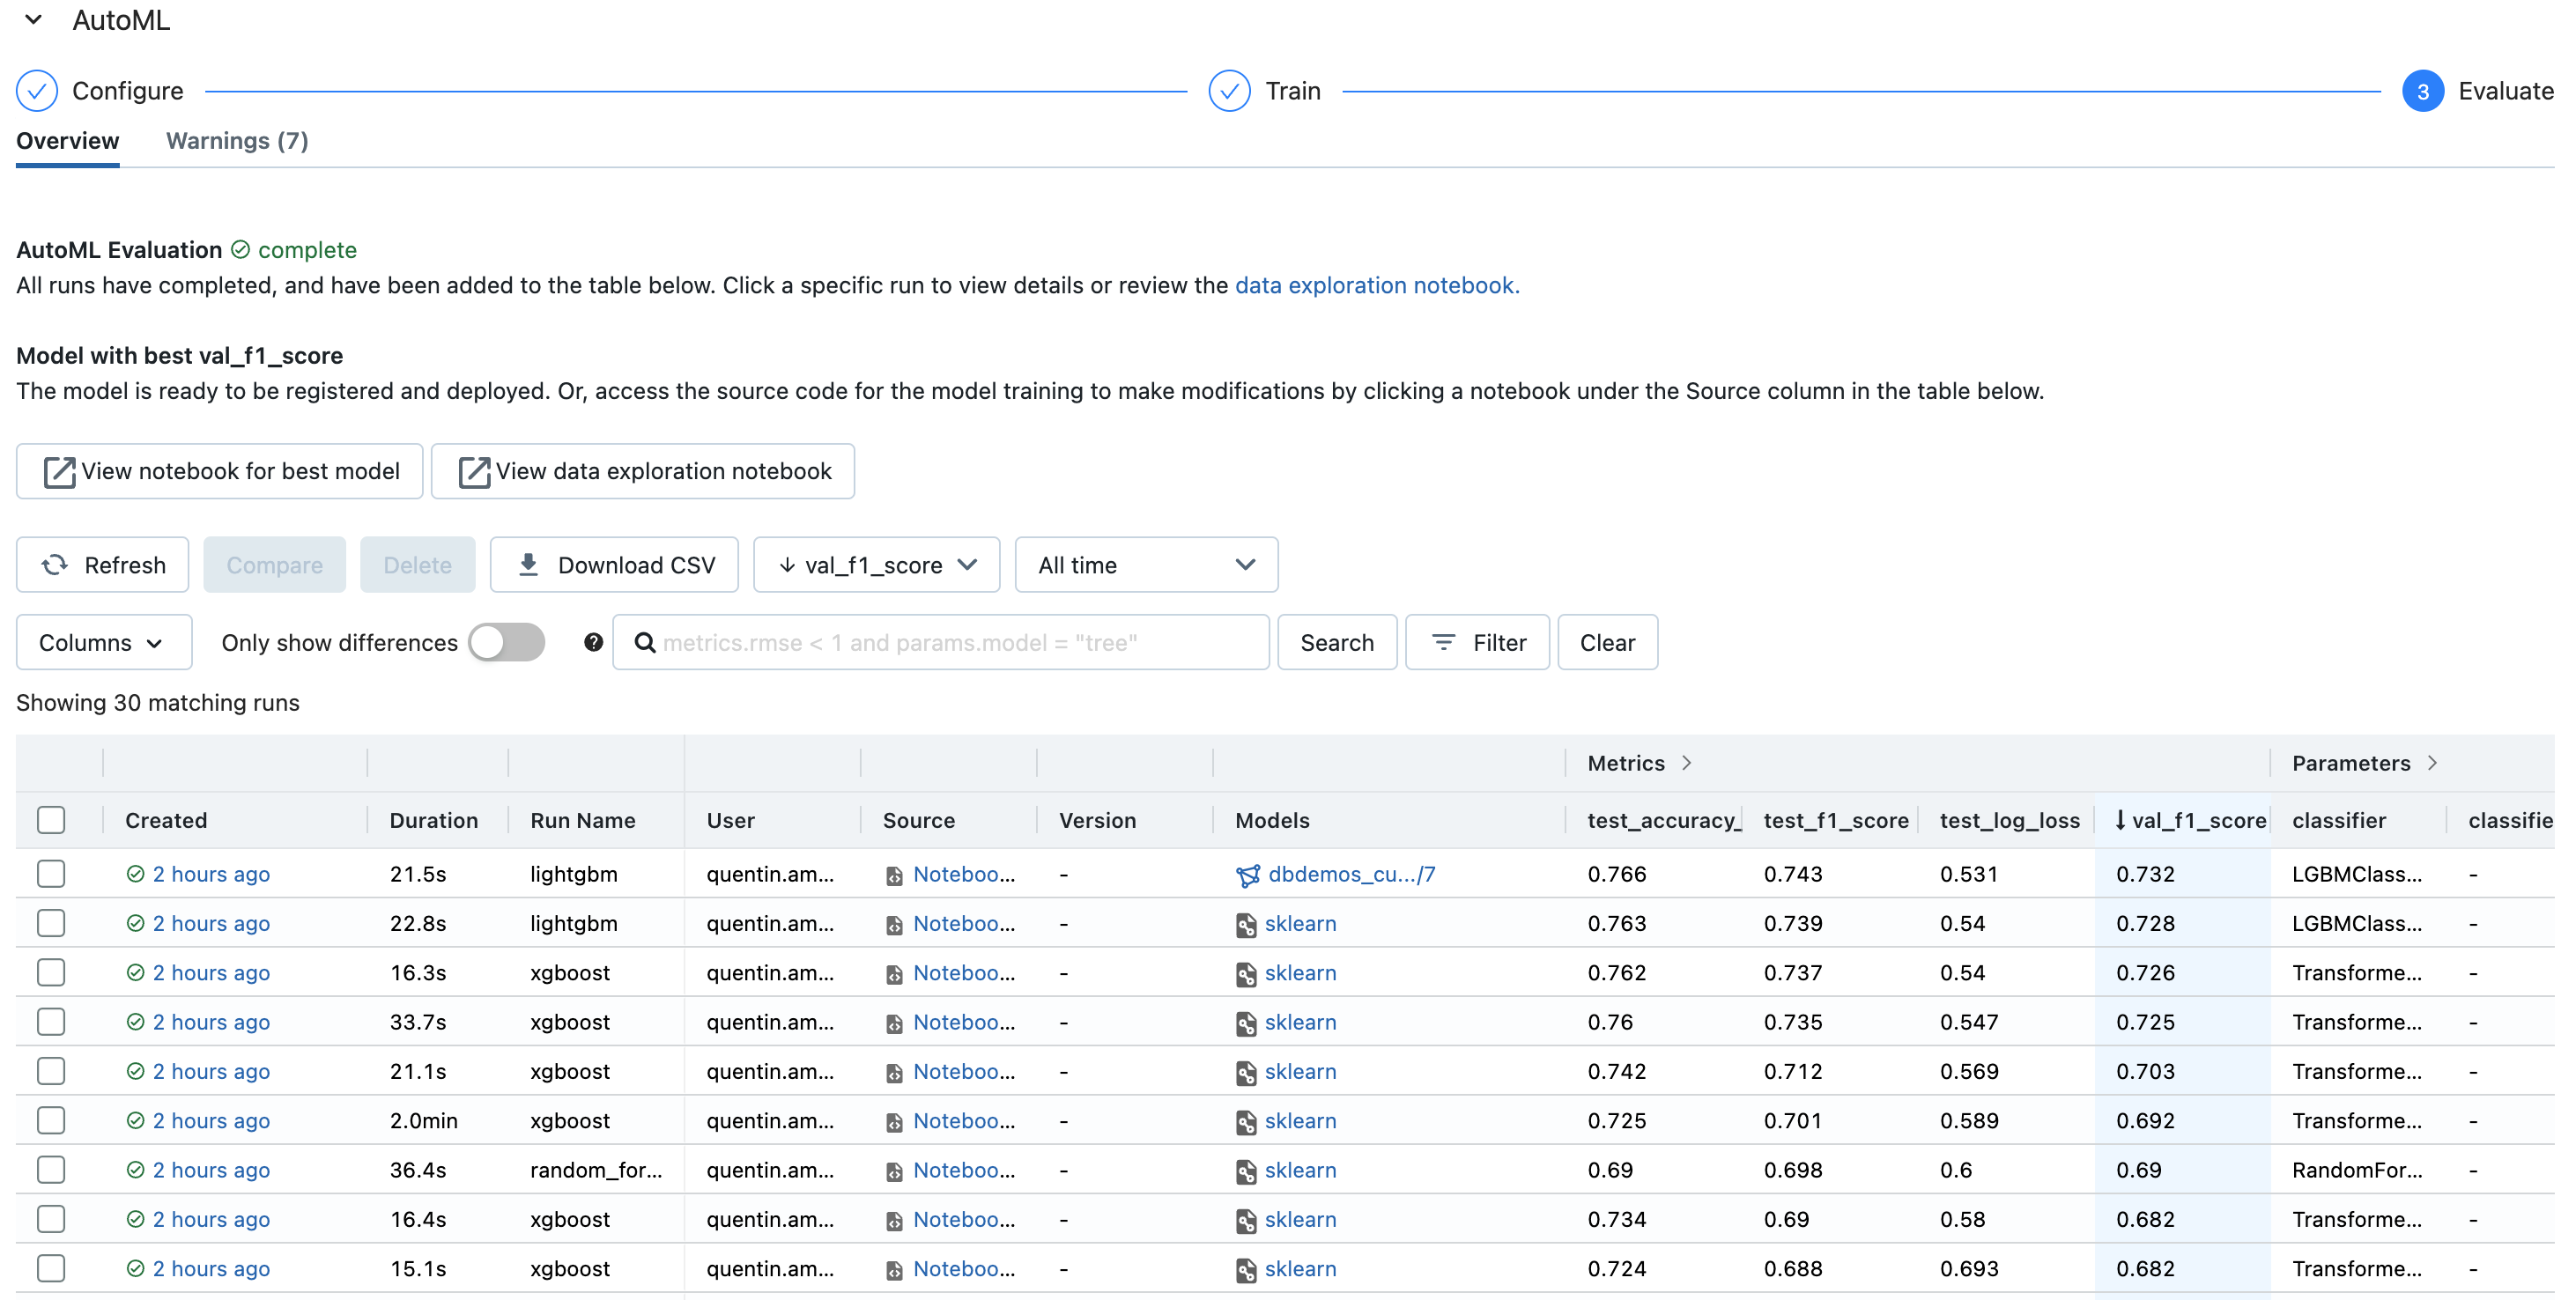 AutoML
Configure Train 3 Evaluate
Overview Warnings (7)
AutoML Evaluation complete
All runs have completed, and have been added to the table below. Click a specific run to view details or review the data exploration notebook.
Model with best val_f1_score
The model is ready to be registered and deployed. Or, access the source code for the model training to make modifications by clicking a notebook under the Source column in the table below.
View notebook for best model View data exploration notebook
Refresh Compare Delete Download CSV ↓ val_f1_score All time
Columns Only show differences ? metrics.rmse < 1 and params.model = "tree" Search Filter Clear
Showing 30 matching runs
Metrics > Parameters >
Created Duration Run Name User Source Version Models test_accuracy_ test_f1_score test_log_loss ↓ val_f1_score classifier classifie
2 hours ago 21.5s lightgbm quentin.am... Noteboo... - dbdemos_cu.../7 0.766 0.743 0.531 0.732 LGBMClass... -
2 hours ago 22.8s lightgbm quentin.am... Noteboo... - sklearn 0.763 0.739 0.54 0.728 LGBMClass... -
2 hours ago 16.3s xgboost quentin.am... Noteboo... - sklearn 0.762 0.737 0.54 0.726 Transforme... -
2 hours ago 33.7s xgboost quentin.am... Noteboo... - sklearn 0.76 0.735 0.547 0.725 Transforme... -
2 hours ago 21.1s xgboost quentin.am... Noteboo... - sklearn 0.742 0.712 0.569 0.703 Transforme... -
2 hours ago 2.0min xgboost quentin.am... Noteboo... - sklearn 0.725 0.701 0.589 0.692 Transforme... -
2 hours ago 36.4s random_for... quentin.am... Noteboo... - sklearn 0.69 0.698 0.6 0.69 RandomFor... -
2 hours ago 16.4s xgboost quentin.am... Noteboo... - sklearn 0.734 0.69 0.58 0.682 Transforme... -
2 hours ago 15.1s xgboost quentin.am... Noteboo... - sklearn 0.724 0.688 0.693 0.682 Transforme... -